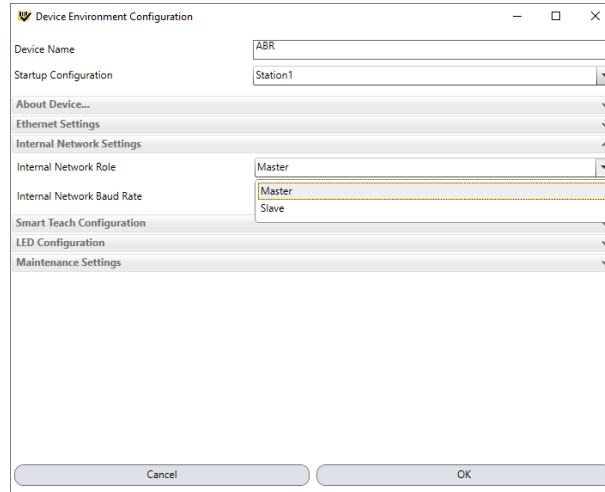 Device Environment Configuration
Device Name ABR
Startup Configuration Station1
About Device...
Ethernet Settings
Internal Network Settings
Internal Network Role Master
Master
Internal Network Baud Rate
Slave
Smart Teach Configuration
LED Configuration
Maintenance Settings
Cancel OK